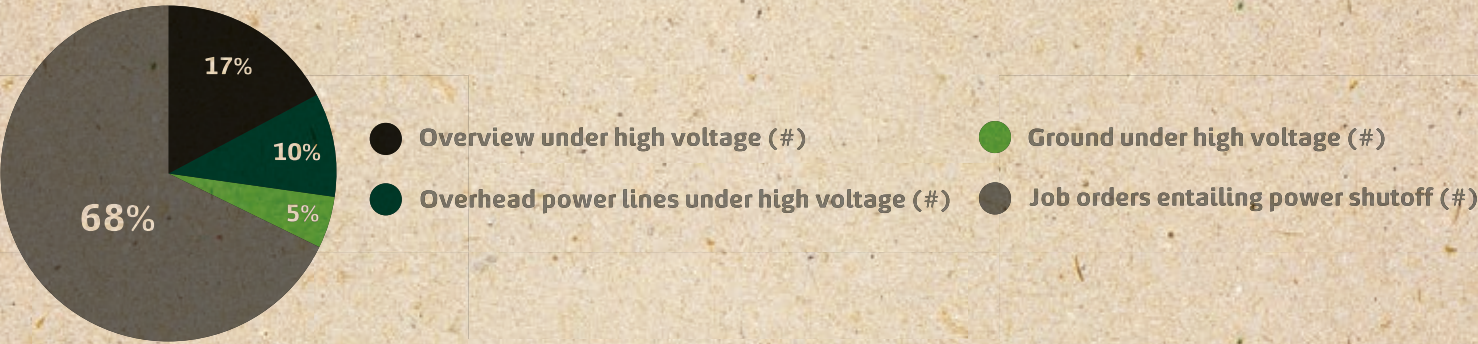 17%
10%
5%
68%
Overview under high voltage (#)
Overhead power lines under high voltage (#)
Ground under high voltage (#)
Job orders entailing power shutoff (#)